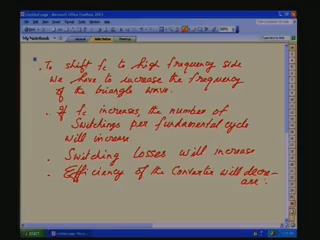 To shift fc to high frequency side
we have to increase the frequency
of the triangle wave.
If fc increases, the number of
Switchings per fundamental cycle
will increase.
Switching Losses will increase
Efficiency of the Converter will decre-
ase.